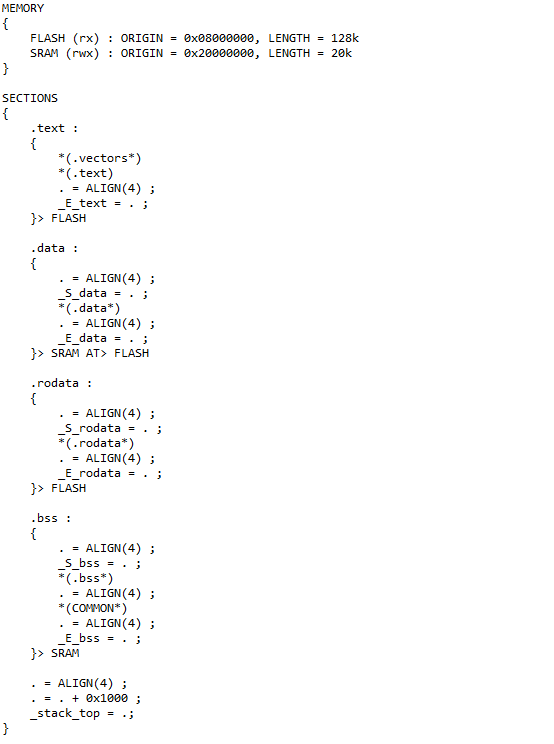 MEMORY
{
    FLASH (rx) : ORIGIN = 0x08000000, LENGTH = 128k
    SRAM (rwx) : ORIGIN = 0x20000000, LENGTH = 20k
}

SECTIONS
{
    .text :
    {
        *(.vectors*)
        *(.text)
        . = ALIGN(4) ;
        _E_text = . ;
    }> FLASH

    .data :
    {
        . = ALIGN(4) ;
        _S_data = . ;
        *(.data*)
        . = ALIGN(4) ;
        _E_data = . ;
    }> SRAM AT> FLASH

    .rodata :
    {
        . = ALIGN(4) ;
        _S_rodata = . ;
        *(.rodata*)
        . = ALIGN(4) ;
        _E_rodata = . ;
    }> FLASH

    .bss :
    {
        . = ALIGN(4) ;
        _S_bss = . ;
        *(.bss*)
        . = ALIGN(4) ;
        *(COMMON*)
        . = ALIGN(4) ;
        _E_bss = . ;
    }> SRAM

    . = ALIGN(4) ;
    . = . + 0x1000 ;
    _stack_top = .;
}